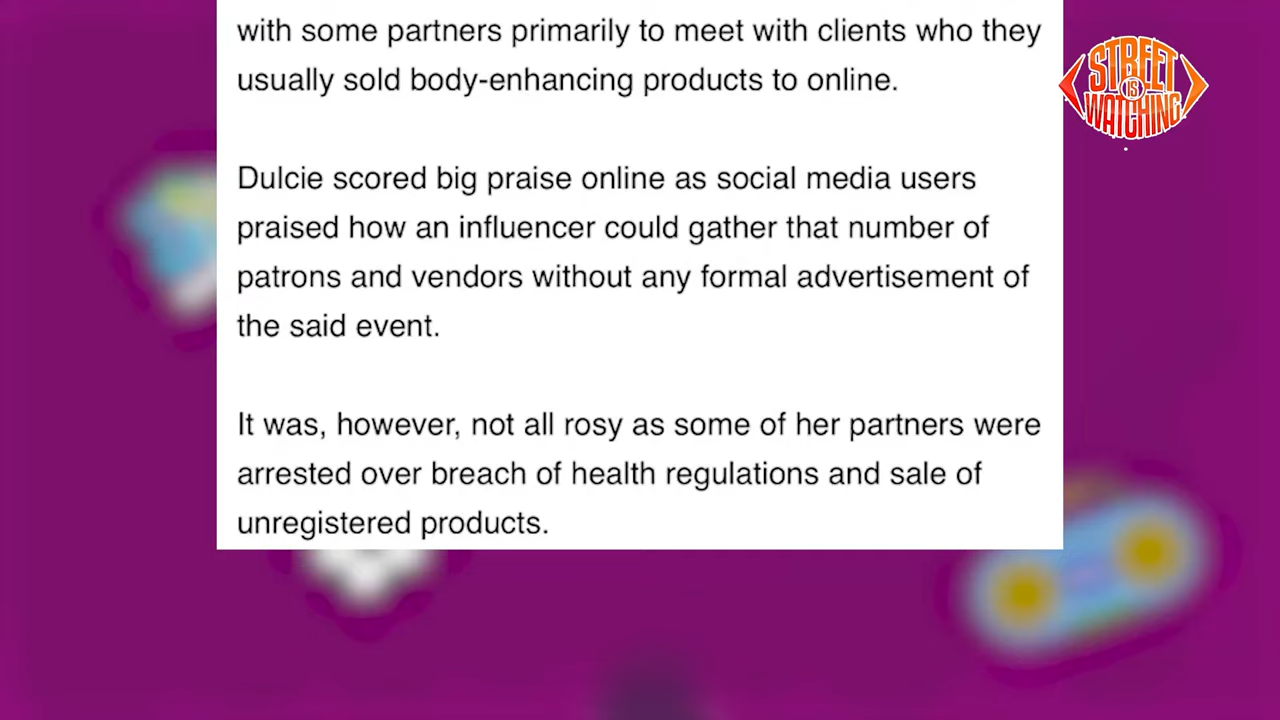 with some partners primarily to meet with clients who they
usually sold body-enhancing products to online.
Dulcie scored big praise online as social media users
praised how an influencer could gather that number of
patrons and vendors without any formal advertisement of
the said event.
It was, however, not all rosy as some of her partners were
arrested over breach of health regulations and sale of
unregistered products.
STREET
IS
WATCHING